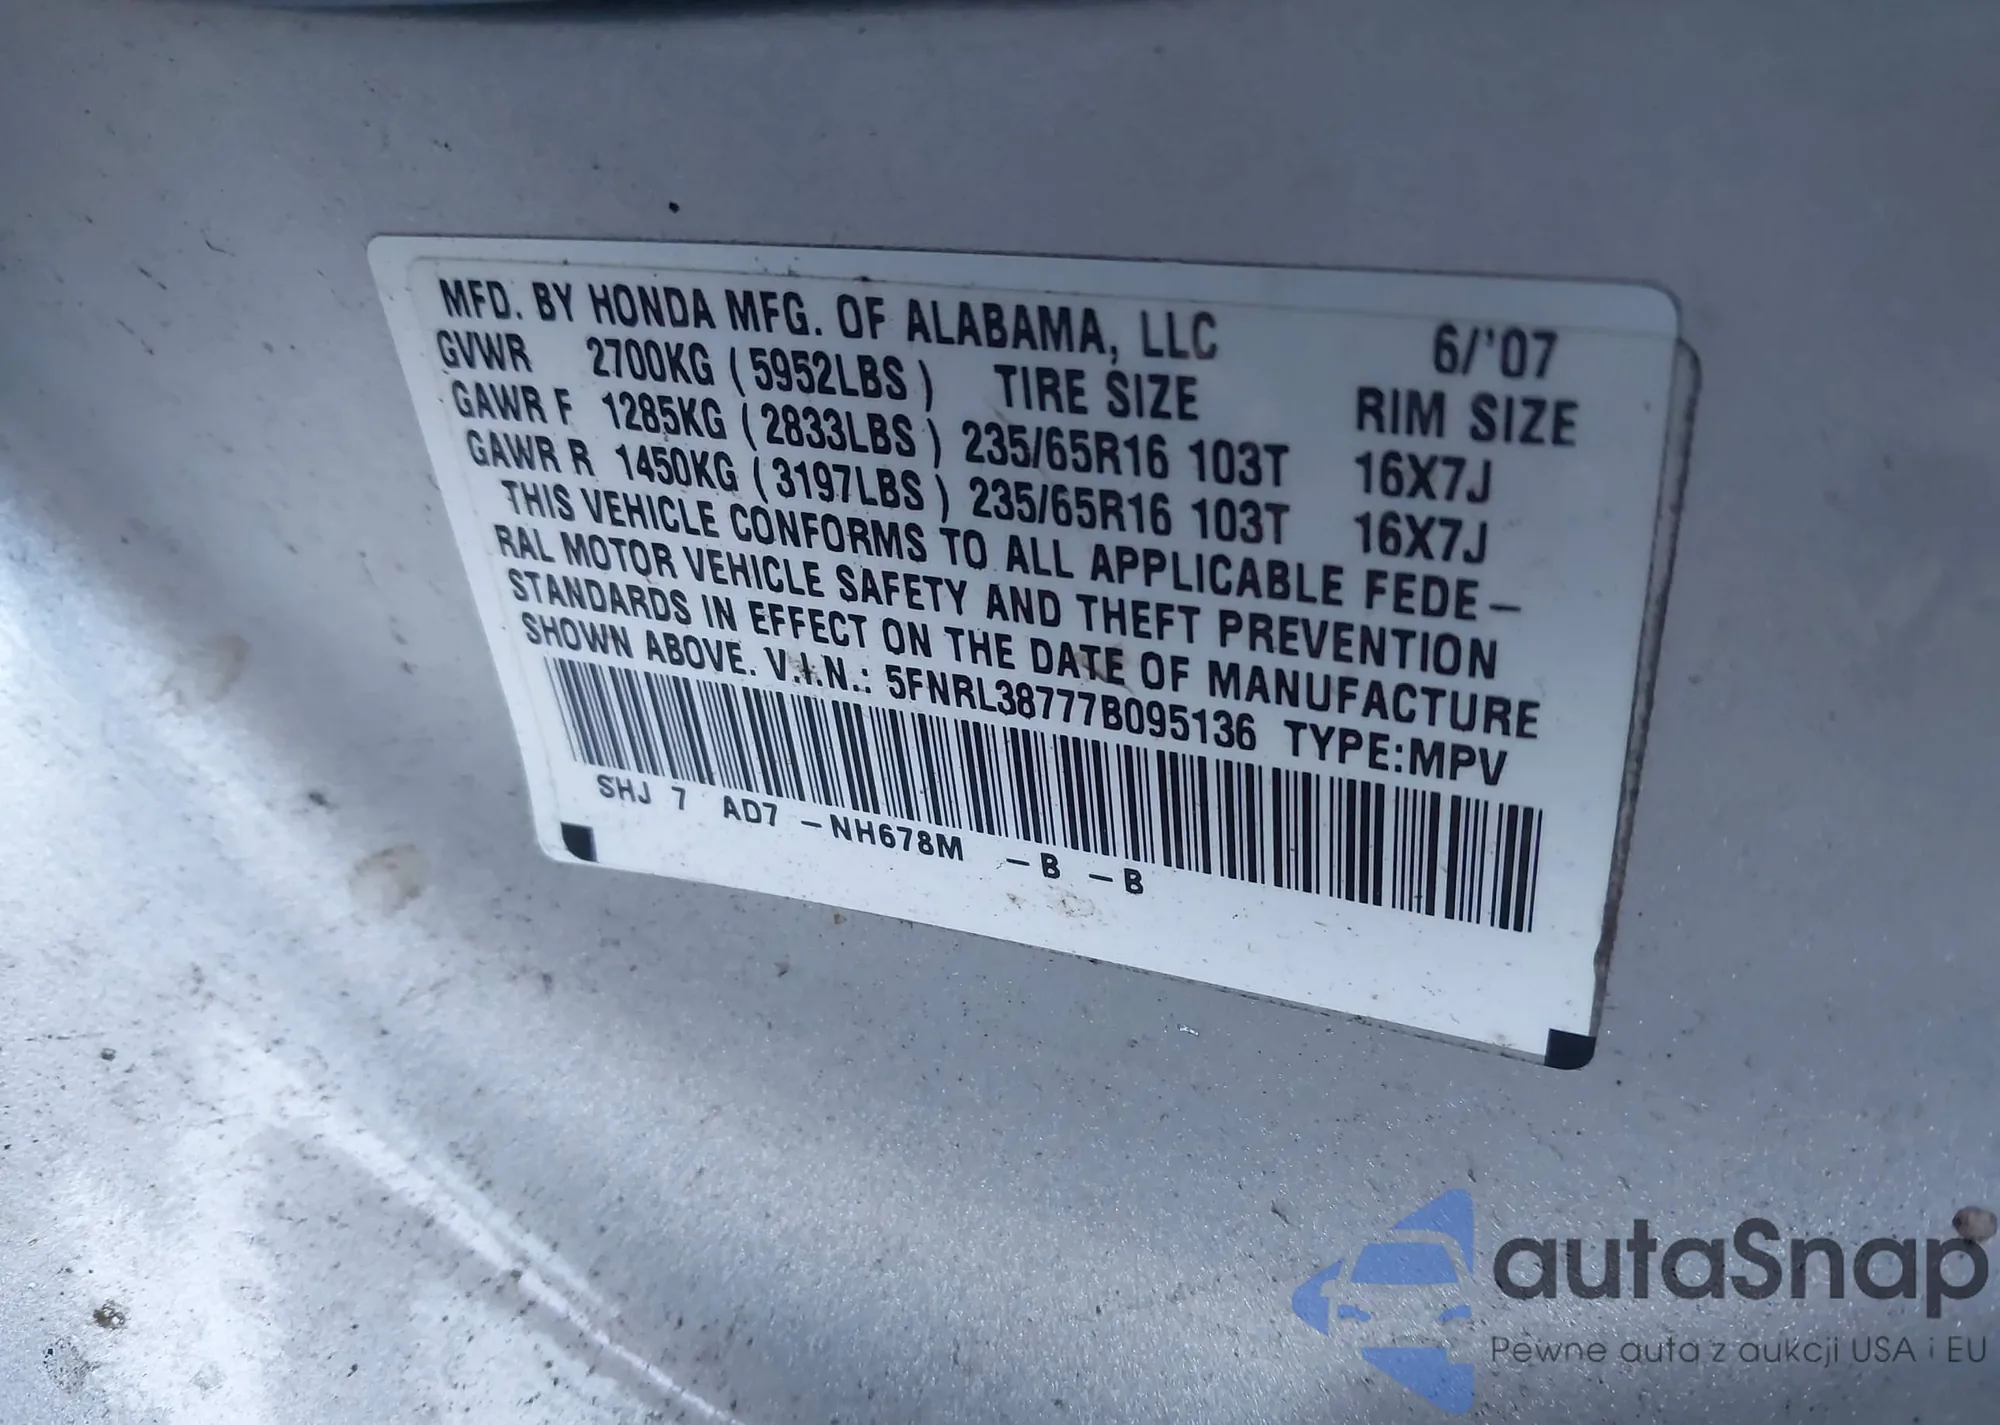 MFD. BY HONDA MFG. OF ALABAMA, LLC 6/'07
GVWR 2700KG (5952LBS) TIRE SIZE RIM SIZE
GAWR F 1285KG (2833LBS) 235/65R16 103T 16X7J
GAWR R 1450KG (3197LBS) 235/65R16 103T 16X7J
THIS VEHICLE CONFORMS TO ALL APPLICABLE FEDE-
RAL MOTOR VEHICLE SAFETY AND THEFT PREVENTION
STANDARDS IN EFFECT ON THE DATE OF MANUFACTURE
SHOWN ABOVE. V.I.N.: 5FNRL38777B095136 TYPE:MPV
SHJ 7 AD7 -NH678M -B -B
autaSnap
Pewne auta z aukcji USA i EU